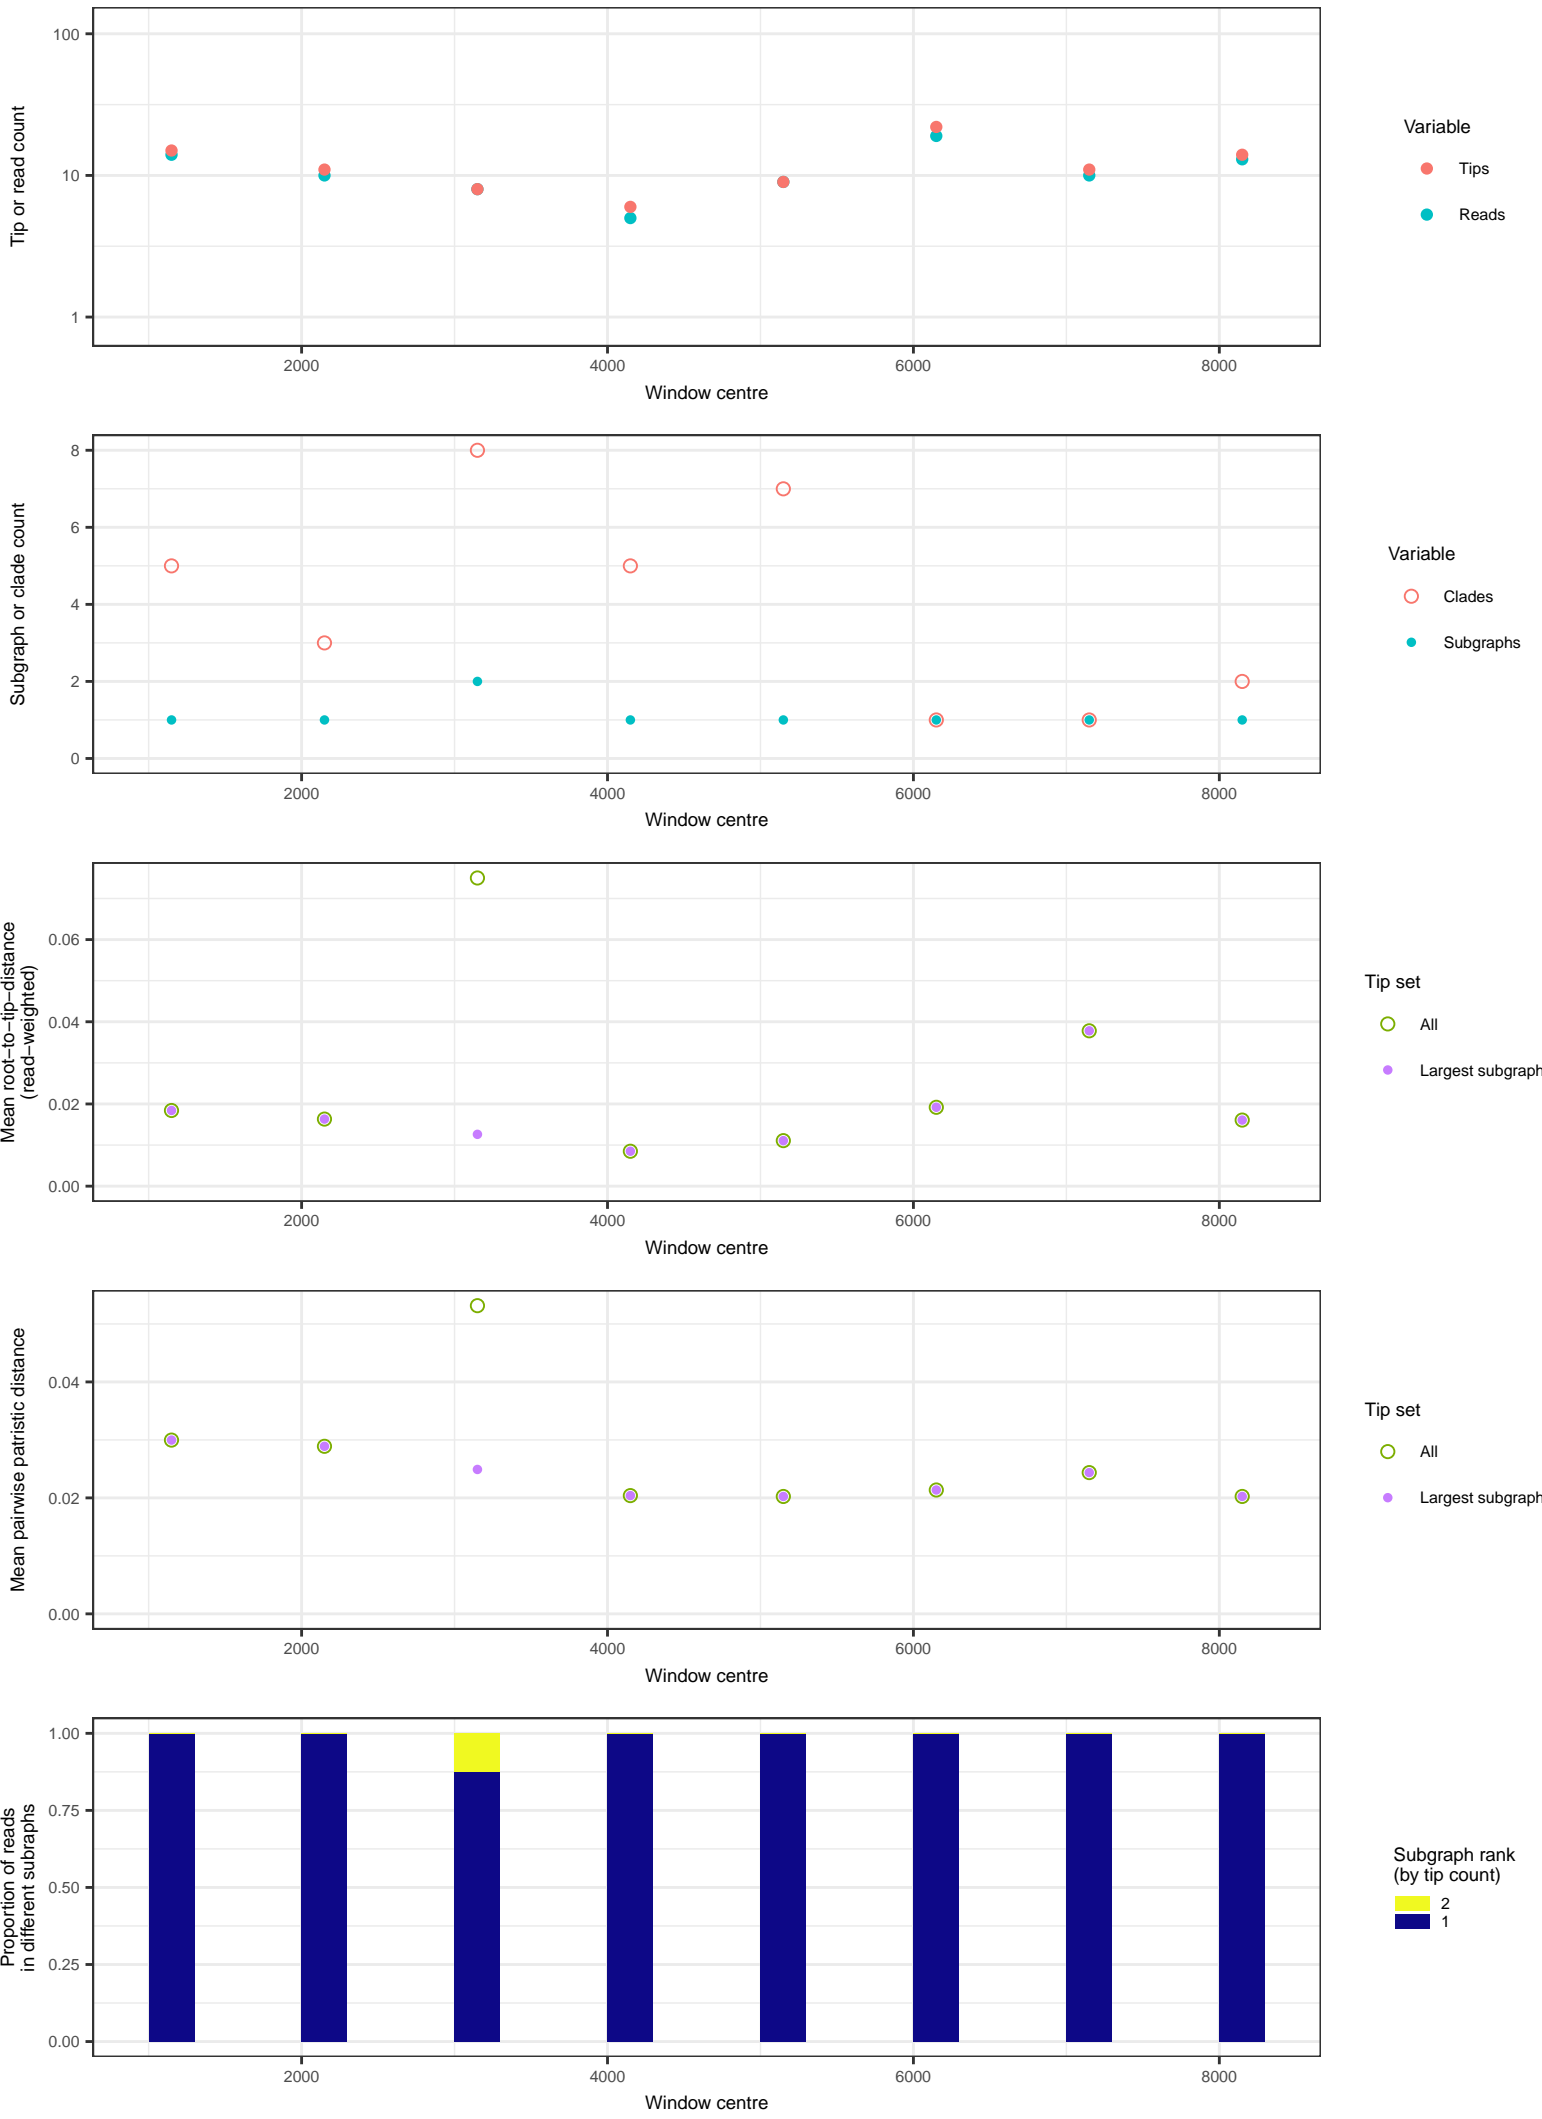 100
10
1
Tip or read count
2000 4000 6000 8000
Window centre
Variable
Tips
Reads
8
6
4
2
0
Subgraph or clade count
2000 4000 6000 8000
Window centre
Variable
Clades
Subgraphs
0.06
0.04
0.02
0.00
Mean root−to−tip−distance
(read−weighted)
2000 4000 6000 8000
Window centre
Tip set
All
Largest subgraph
0.04
0.02
0.00
Mean pairwise patristic distance
2000 4000 6000 8000
Window centre
Tip set
All
Largest subgraph
1.00
0.75
0.50
0.25
0.00
Proportion of reads
in different subraphs
2000 4000 6000 8000
Window centre
Subgraph rank
(by tip count)
2
1